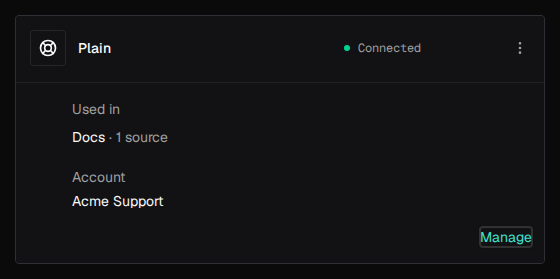 Plain
Connected
Used in
Docs · 1 source
Account
Acme Support
Manage